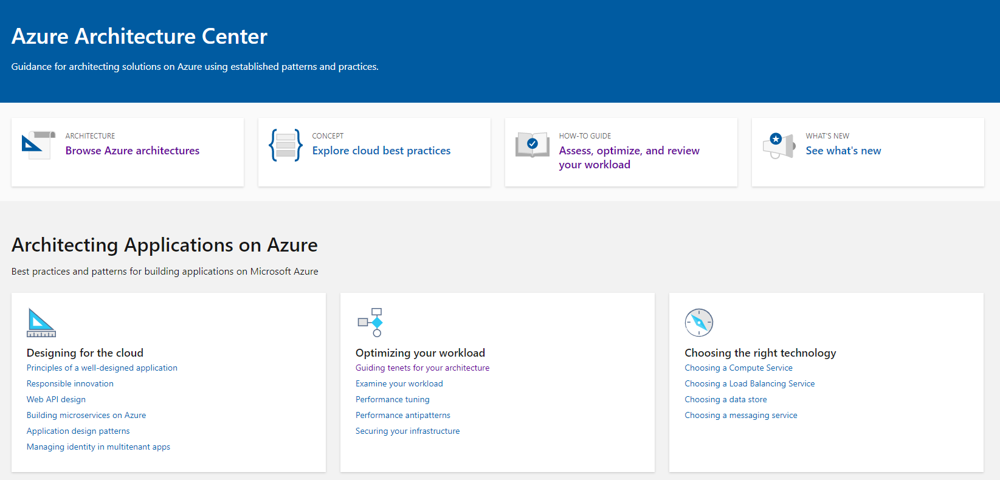 Azure Architecture Center
Guidance for architecting solutions on Azure using established patterns and practices.
ARCHITECTURE
Browse Azure architectures
CONCEPT
Explore cloud best practices
HOW-TO GUIDE
Assess, optimize, and review
your workload
WHAT'S NEW
See what's new
Architecting Applications on Azure
Best practices and patterns for building applications on Microsoft Azure
Designing for the cloud
Principles of a well-designed application
Responsible innovation
Web API design
Building microservices on Azure
Application design patterns
Managing identity in multitenant apps
Optimizing your workload
Guiding tenets for your architecture
Examine your workload
Performance tuning
Performance antipatterns
Securing your infrastructure
Choosing the right technology
Choosing a Compute Service
Choosing a Load Balancing Service
Choosing a data store
Choosing a messaging service